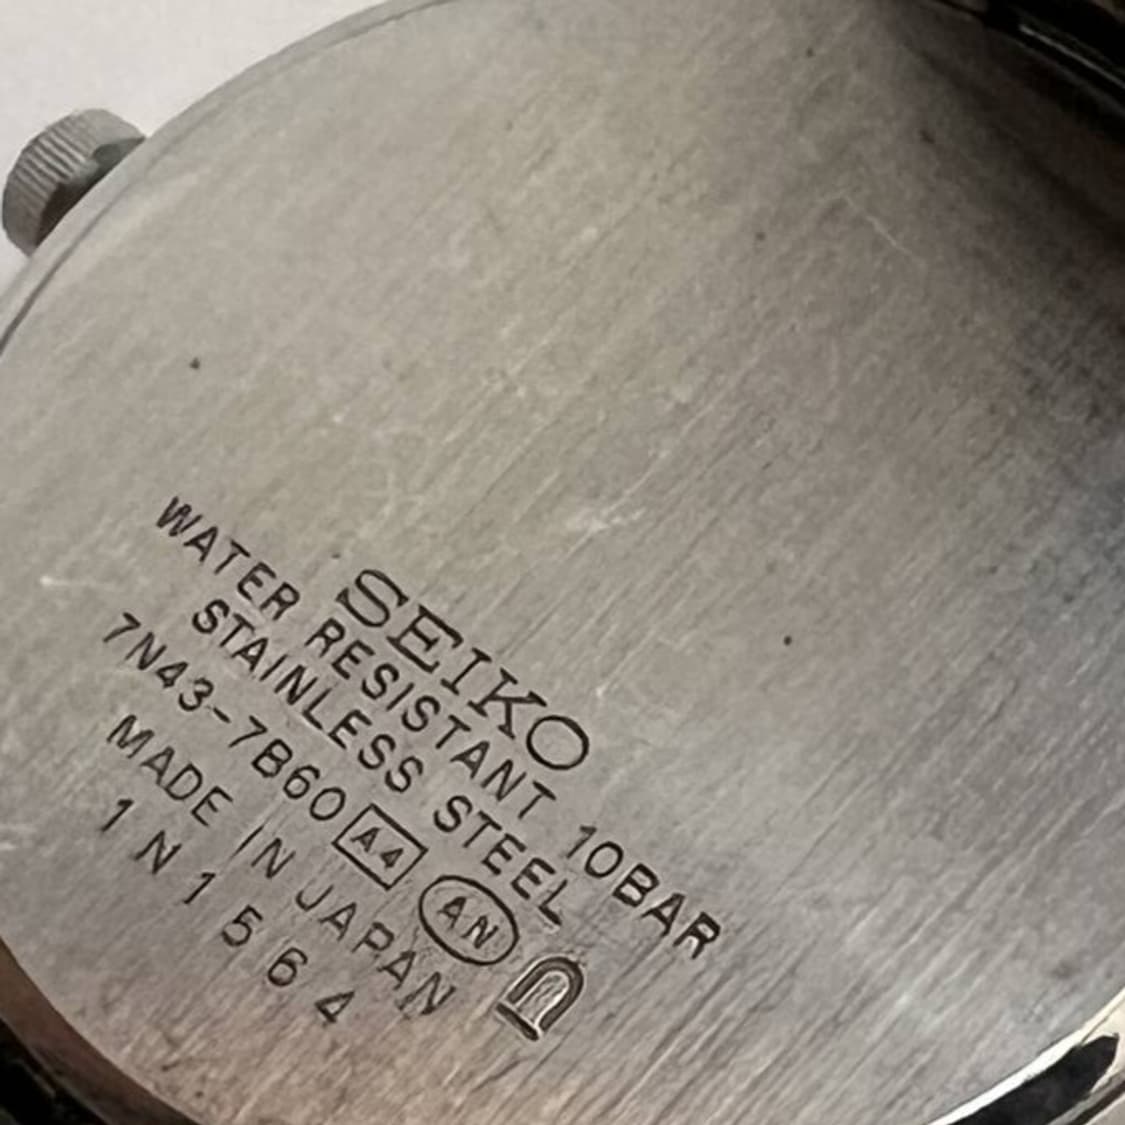 SEIKO
WATER RESISTANT 10BAR
STAINLESS STEEL
7N43-7B60 A4 AN
MADE IN JAPAN
1N1564